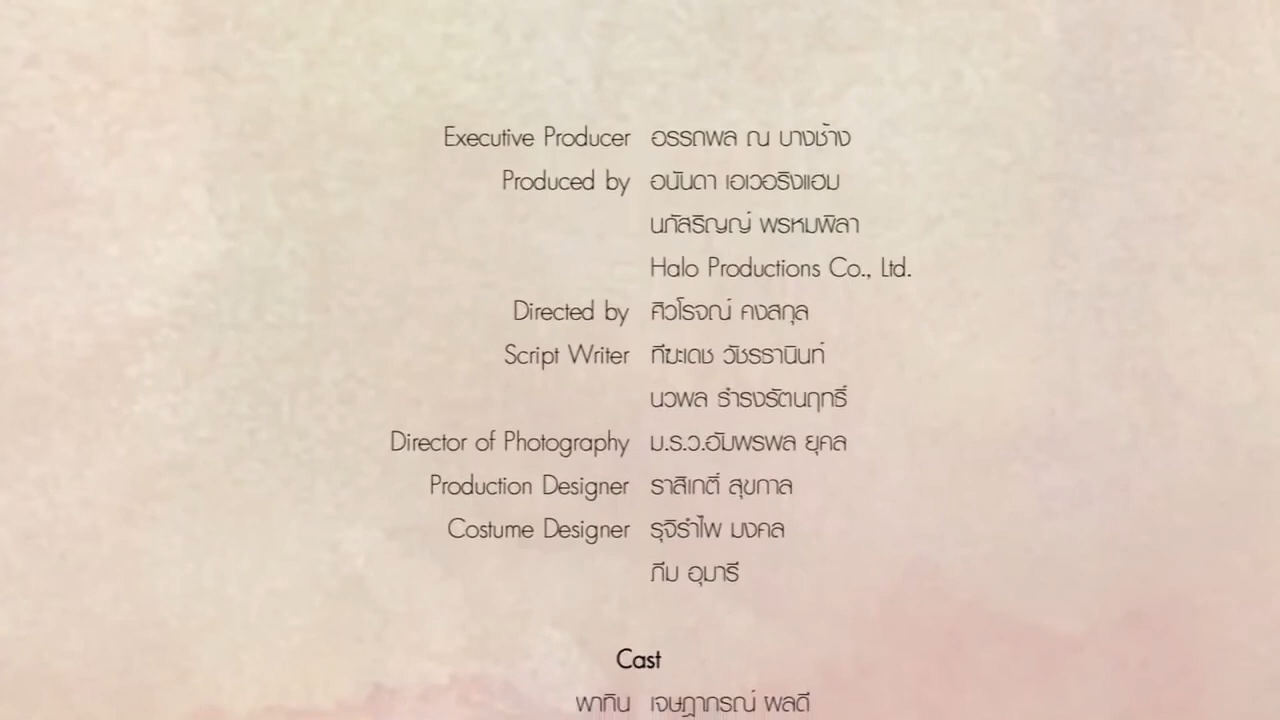 Executive Producer อรรถพล ณ บางช้าง
Produced by อนันดา เอเวอริงแฮม
นภัสริญญ์ พรหมพิลา
Halo Productions Co., Ltd.
Directed by ศิวโรจณ์ คงสกุล
Script Writer ทีฆะเดช วัชรธานินท์
นวพล ธำรงรัตนฤทธิ์
Director of Photography ม.ร.ว.อัมพรพล ยุคล
Production Designer ราสิเกติ์ สุขกาล
Costume Designer รุจิรำไพ มงคล
ภีม อุมารี
Cast
พาทิน เจษฎาภรณ์ ผลดี